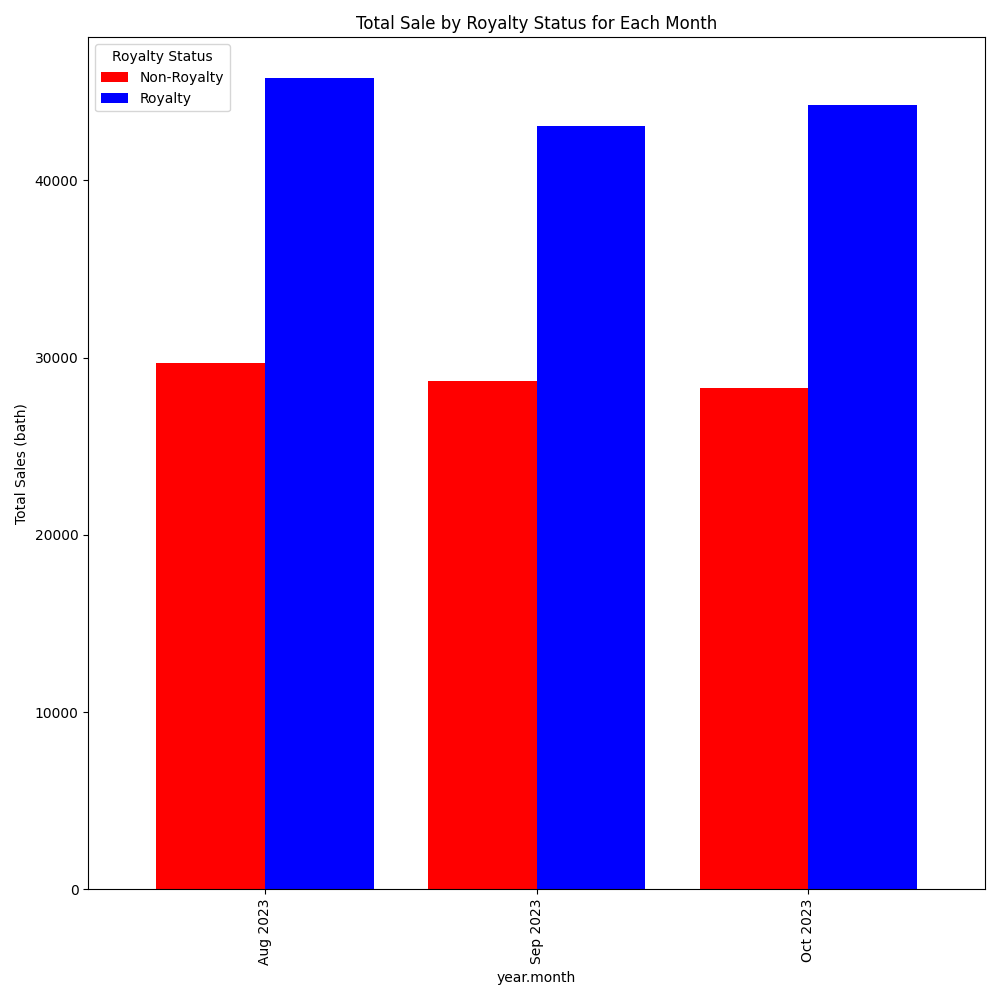 Total Sale by Royalty Status for Each Month
Royalty Status
Non-Royalty
Royalty
Total Sales (bath)
40000
30000
20000
10000
0
Aug 2023
Sep 2023
Oct 2023
year.month